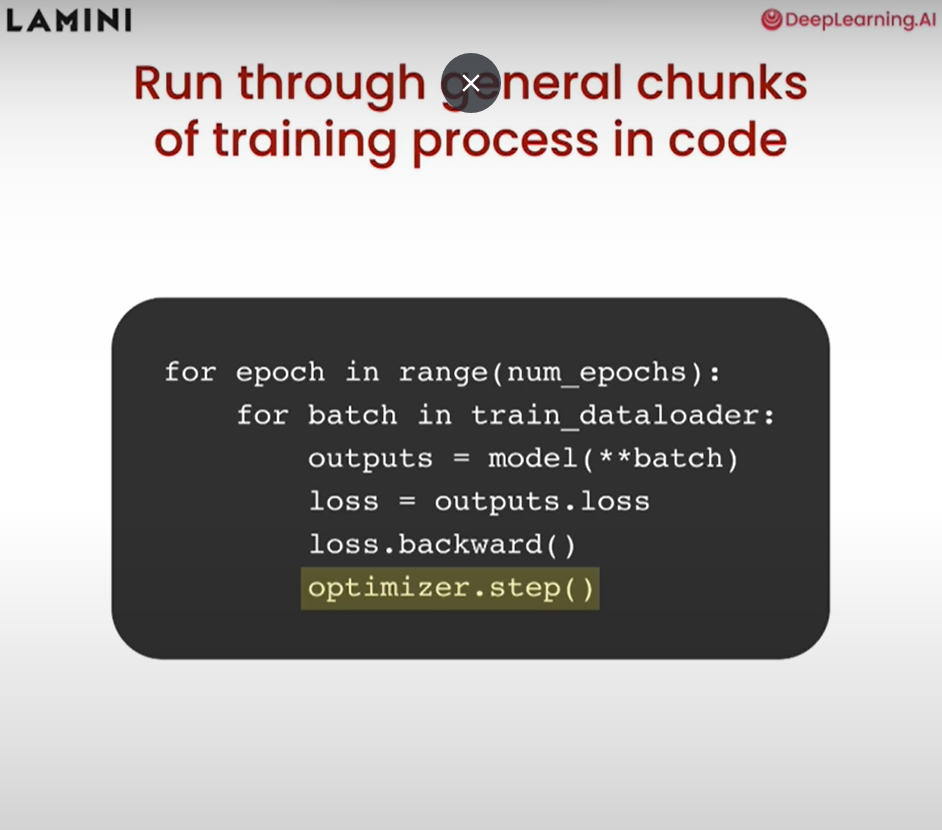 LAMINI
DeepLearning.AI
Run through general chunks
of training process in code
for epoch in range(num_epochs):
    for batch in train_dataloader:
        outputs = model(**batch)
        loss = outputs.loss
        loss.backward()
        optimizer.step()